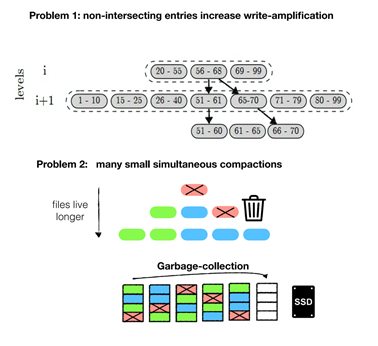 Problem 1: non-intersecting entries increase write-amplification
levels
i
20 - 55 56 - 68 69 - 99
i+1
1 - 10 15 - 25 26 - 40 51 - 61 65-70 71 - 79 80 - 99
51 - 60 61 - 65 66 - 70
Problem 2: many small simultaneous compactions
files live
longer
Garbage-collection
SSD